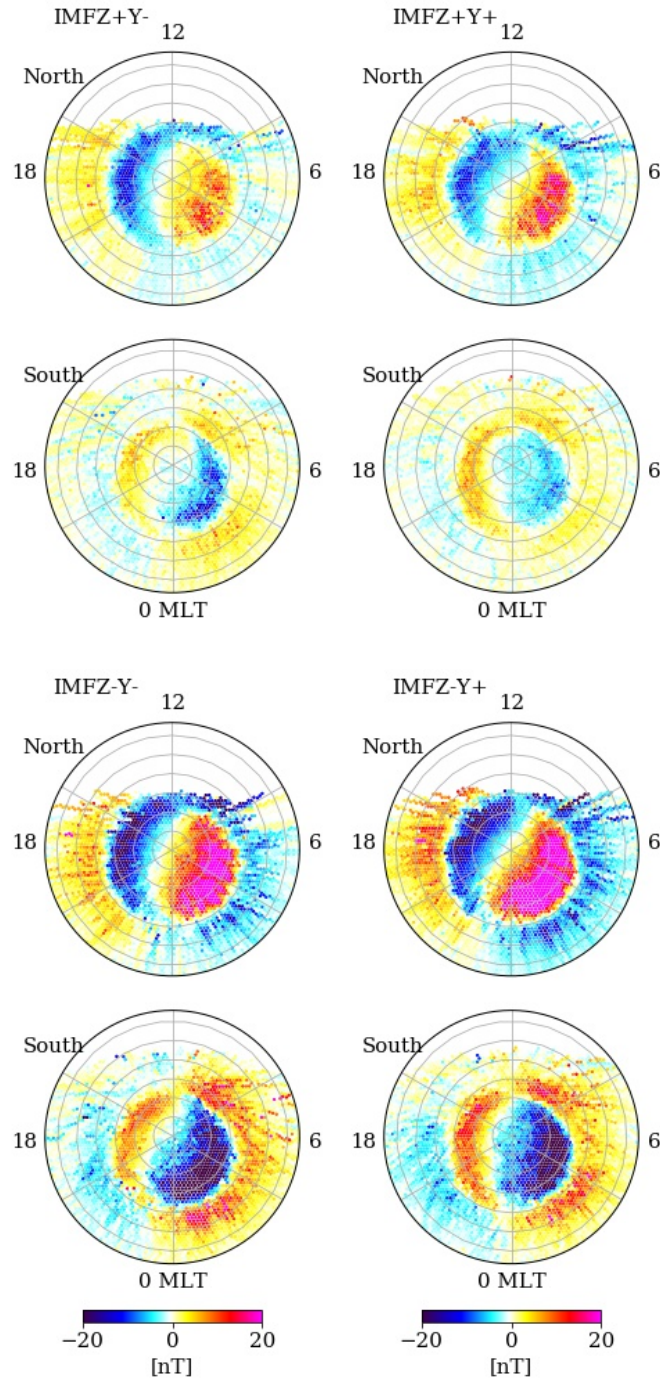 IMFZ+Y- IMFZ+Y+
12 12
North North
18 6 18 6
South South
18 6 18 6
0 MLT 0 MLT
IMFZ-Y- IMFZ-Y+
12 12
North North
18 6 18 6
South South
18 6 18 6
0 MLT 0 MLT
−20 0 20 −20 0 20
[nT] [nT]